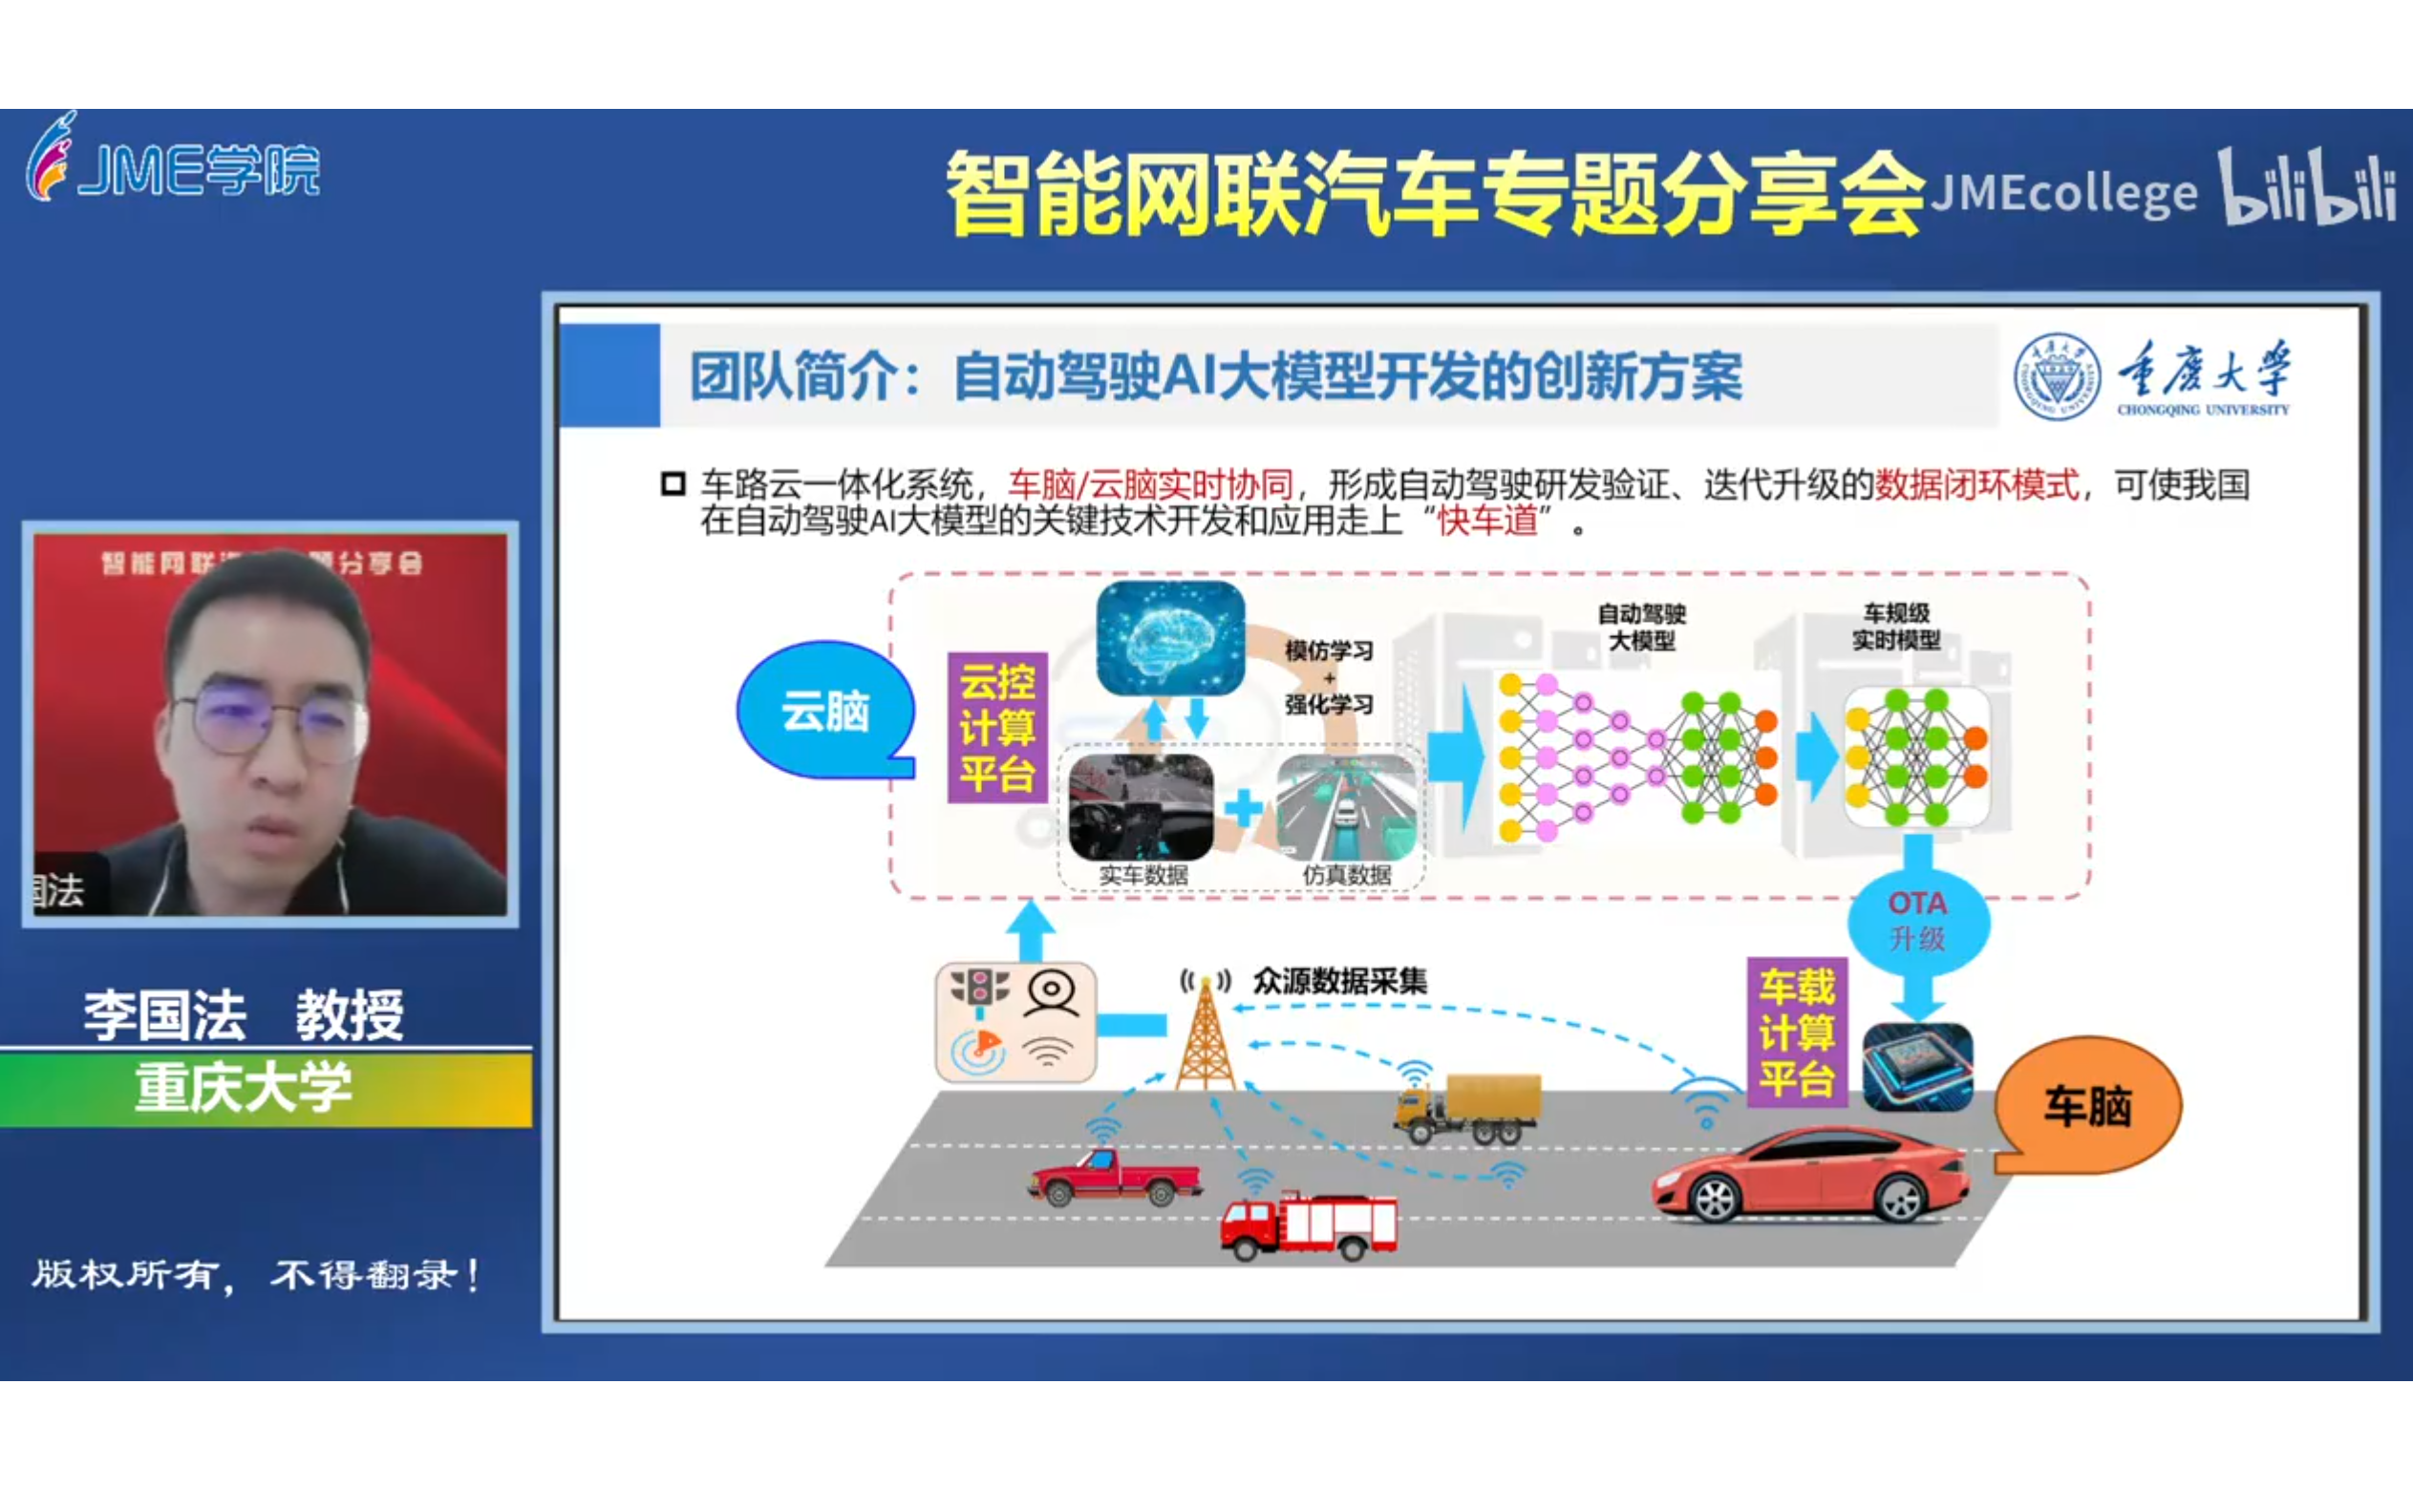 JME学院
智能网联汽车专题分享会
JMEcollege bilibili
团队简介：自动驾驶AI大模型开发的创新方案
重庆大学
CHONGQING UNIVERSITY
车路云一体化系统，车脑/云脑实时协同，形成自动驾驶研发验证、迭代升级的数据闭环模式，可使我国
在自动驾驶AI大模型的关键技术开发和应用走上“快车道”。
云脑
云控
计算
平台
模仿学习
+
强化学习
实车数据
仿真数据
自动驾驶
大模型
车规级
实时模型
OTA
升级
众源数据采集
车载
计算
平台
车脑
智能网联
题分享会
国法
李国法 教授
重庆大学
版权所有，不得翻录！